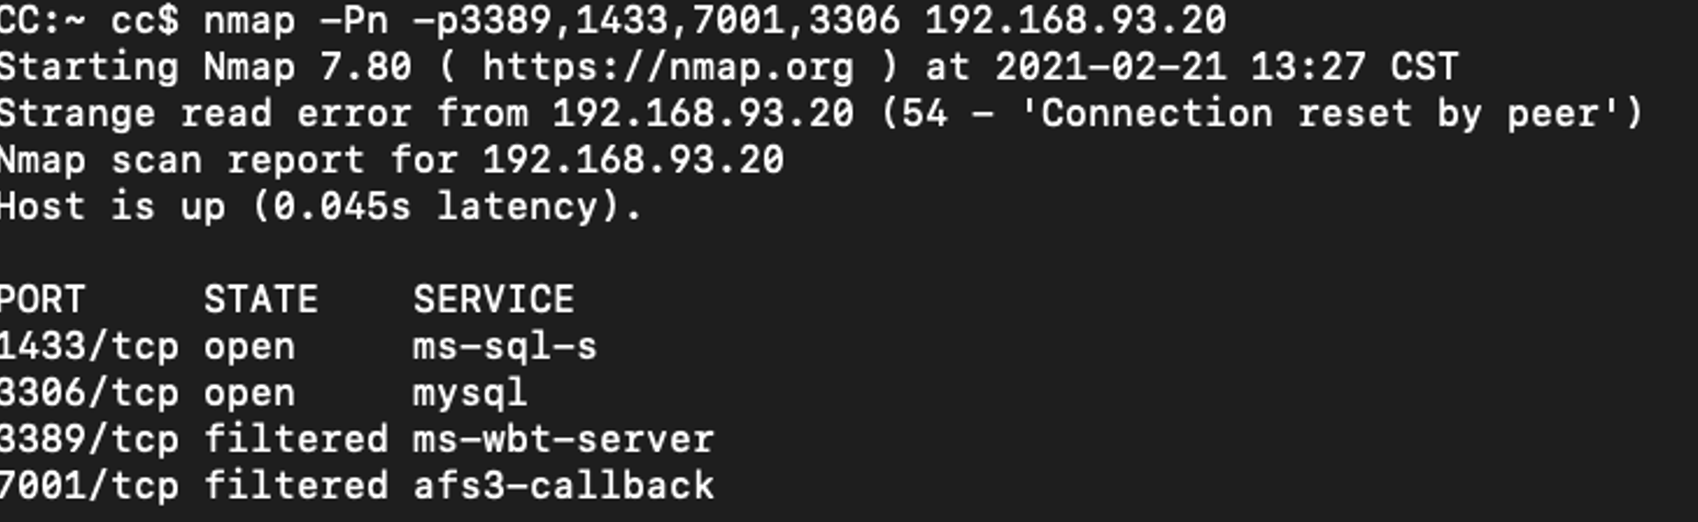 CC:~ cc$ nmap -Pn -p3389,1433,7001,3306 192.168.93.20
Starting Nmap 7.80 ( https://nmap.org ) at 2021-02-21 13:27 CST
Strange read error from 192.168.93.20 (54 - 'Connection reset by peer')
Nmap scan report for 192.168.93.20
Host is up (0.045s latency).
PORT     STATE    SERVICE
1433/tcp open     ms-sql-s
3306/tcp open     mysql
3389/tcp filtered ms-wbt-server
7001/tcp filtered afs3-callback